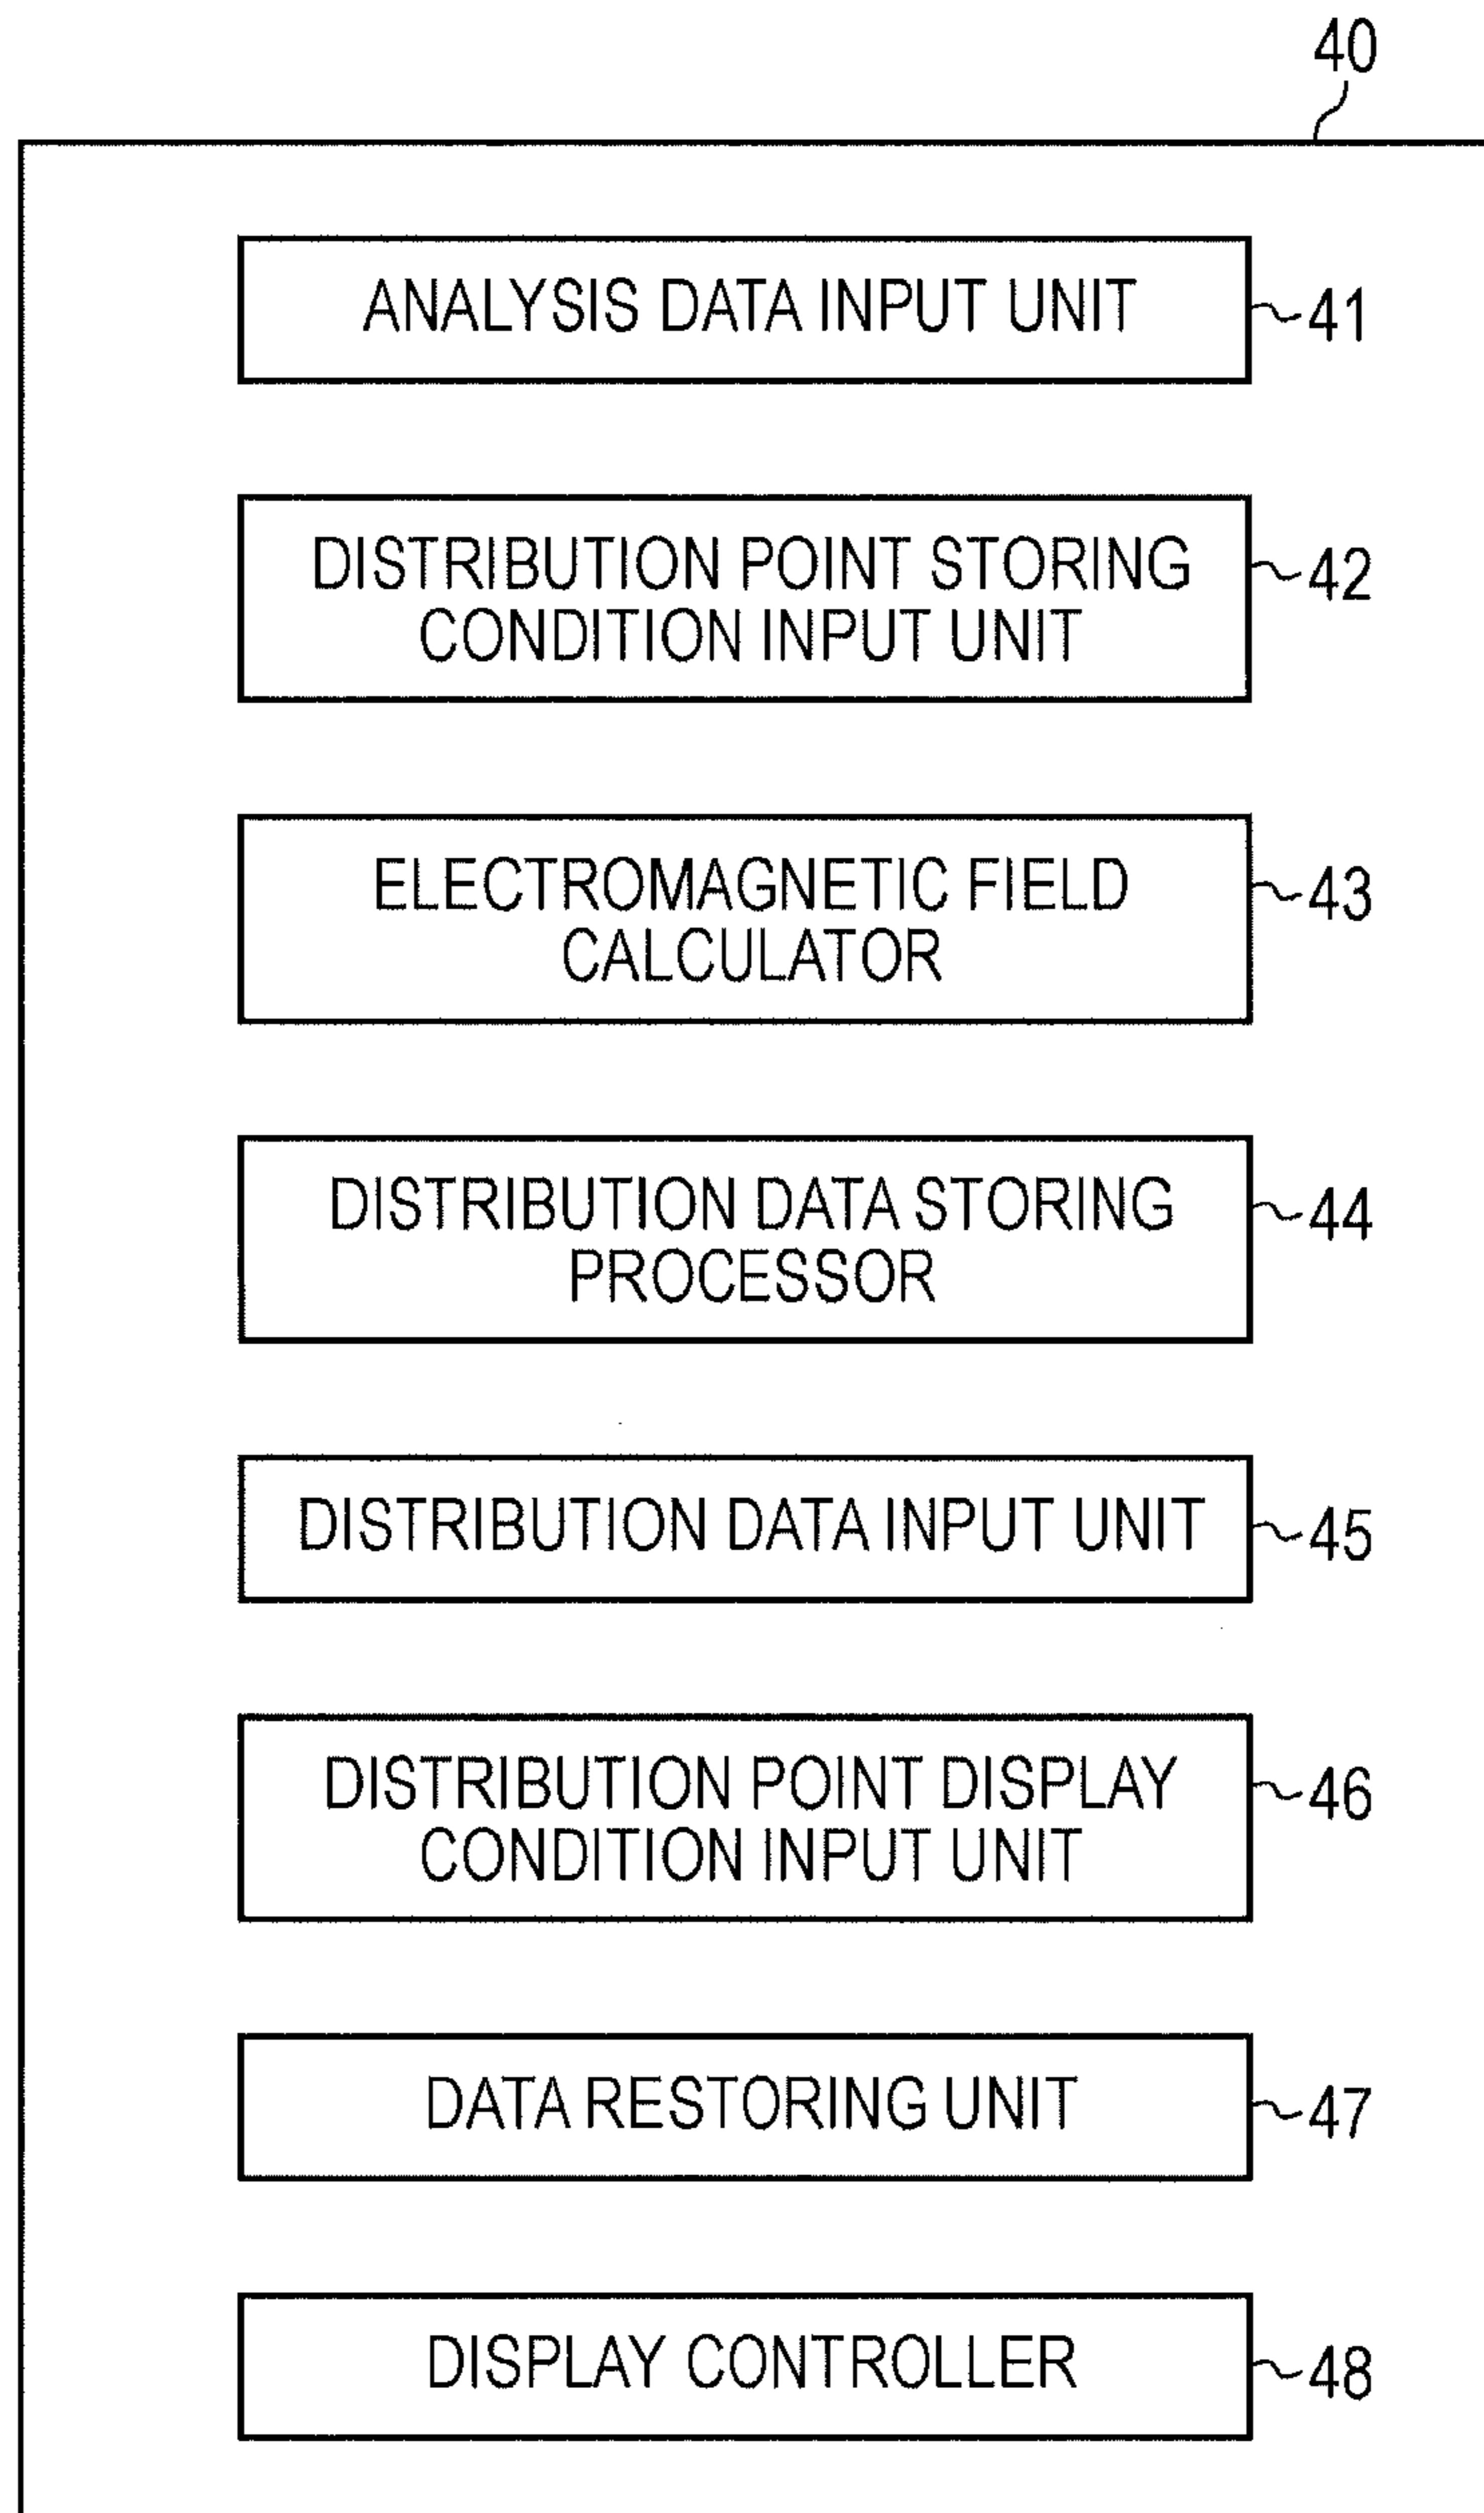 40
ANALYSIS DATA INPUT UNIT 41
DISTRIBUTION POINT STORING 42
CONDITION INPUT UNIT
ELECTROMAGNETIC FIELD 43
CALCULATOR
DISTRIBUTION DATA STORING 44
PROCESSOR
DISTRIBUTION DATA INPUT UNIT 45
DISTRIBUTION POINT DISPLAY 46
CONDITION INPUT UNIT
DATA RESTORING UNIT 47
DISPLAY CONTROLLER 48